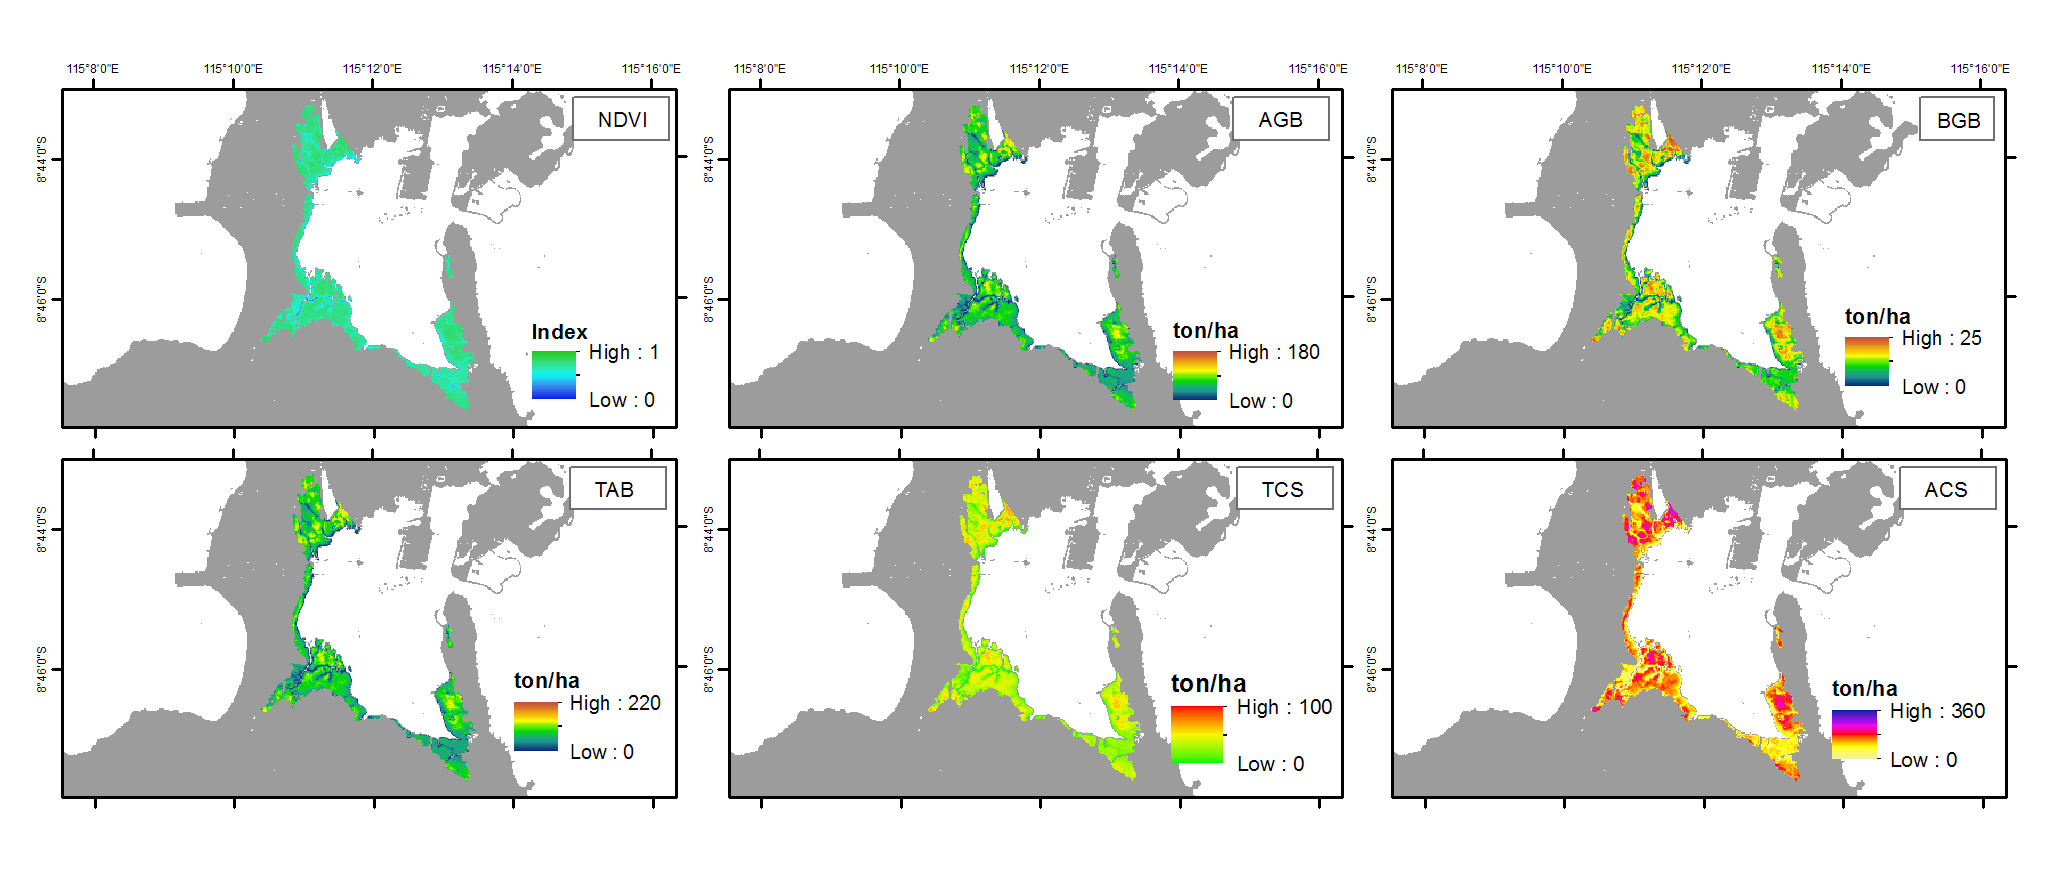 115°8'0"E 115°10'0"E 115°12'0"E 115°14'0"E 115°16'0"E
115°8'0"E 115°10'0"E 115°12'0"E 115°14'0"E 115°16'0"E
115°8'0"E 115°10'0"E 115°12'0"E 115°14'0"E 115°16'0"E
NDVI
8°44'0"S
8°46'0"S
Index
High : 1
Low : 0
AGB
8°44'0"S
8°46'0"S
ton/ha
High : 180
Low : 0
BGB
8°44'0"S
8°46'0"S
ton/ha
High : 25
Low : 0
TAB
8°44'0"S
8°46'0"S
ton/ha
High : 220
Low : 0
TCS
8°44'0"S
8°46'0"S
ton/ha
High : 100
Low : 0
ACS
8°44'0"S
8°46'0"S
ton/ha
High : 360
Low : 0